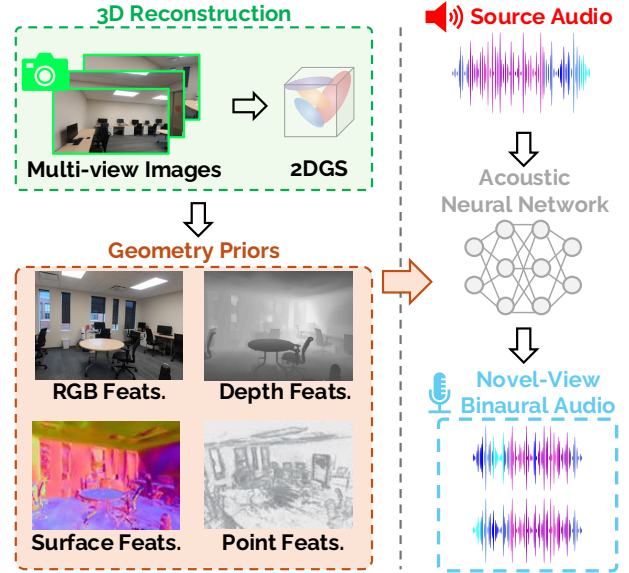 3D Reconstruction
Multi-view Images
2DGS
Geometry Priors
RGB Feats.
Depth Feats.
Surface Feats.
Point Feats.
Source Audio
Acoustic
Neural Network
Novel-View
Binaural Audio